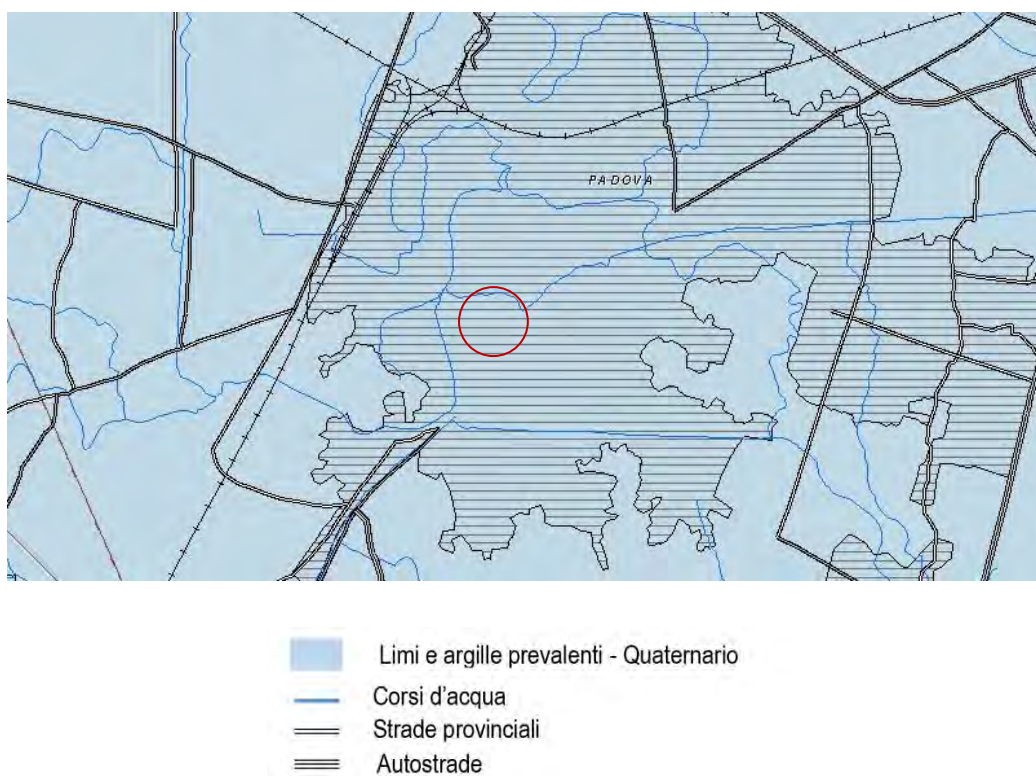 PADOVA
Limi e argille prevalenti - Quaternario
Corsi d'acqua
Strade provinciali
Autostrade